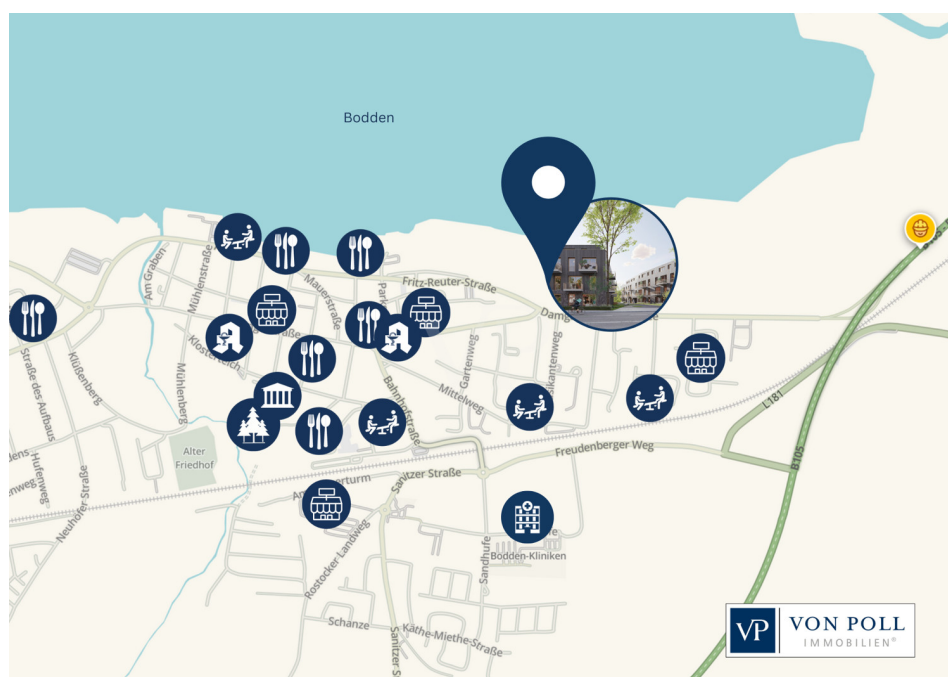 Bodden
Am Graben
Mühlenstraße
Mauerstraße
Park
Fritz-Reuter-Straße
Damg
Straße des Aufbaus
Klüßenberg
Klosterteich
Mühlenberg
Gartenweg
Mittelweg
Bahnhofstraße
L181
B105
Alter
Friedhof
Hufenweg
Neuhöfer Straße
Freudenberger Weg
Sanitzer Straße
Rostocker Landweg
Sandhufe
Bodden-Kliniken
Schanze
Käthe-Miethe-Straße
VP
VON POLL
IMMOBILIEN®